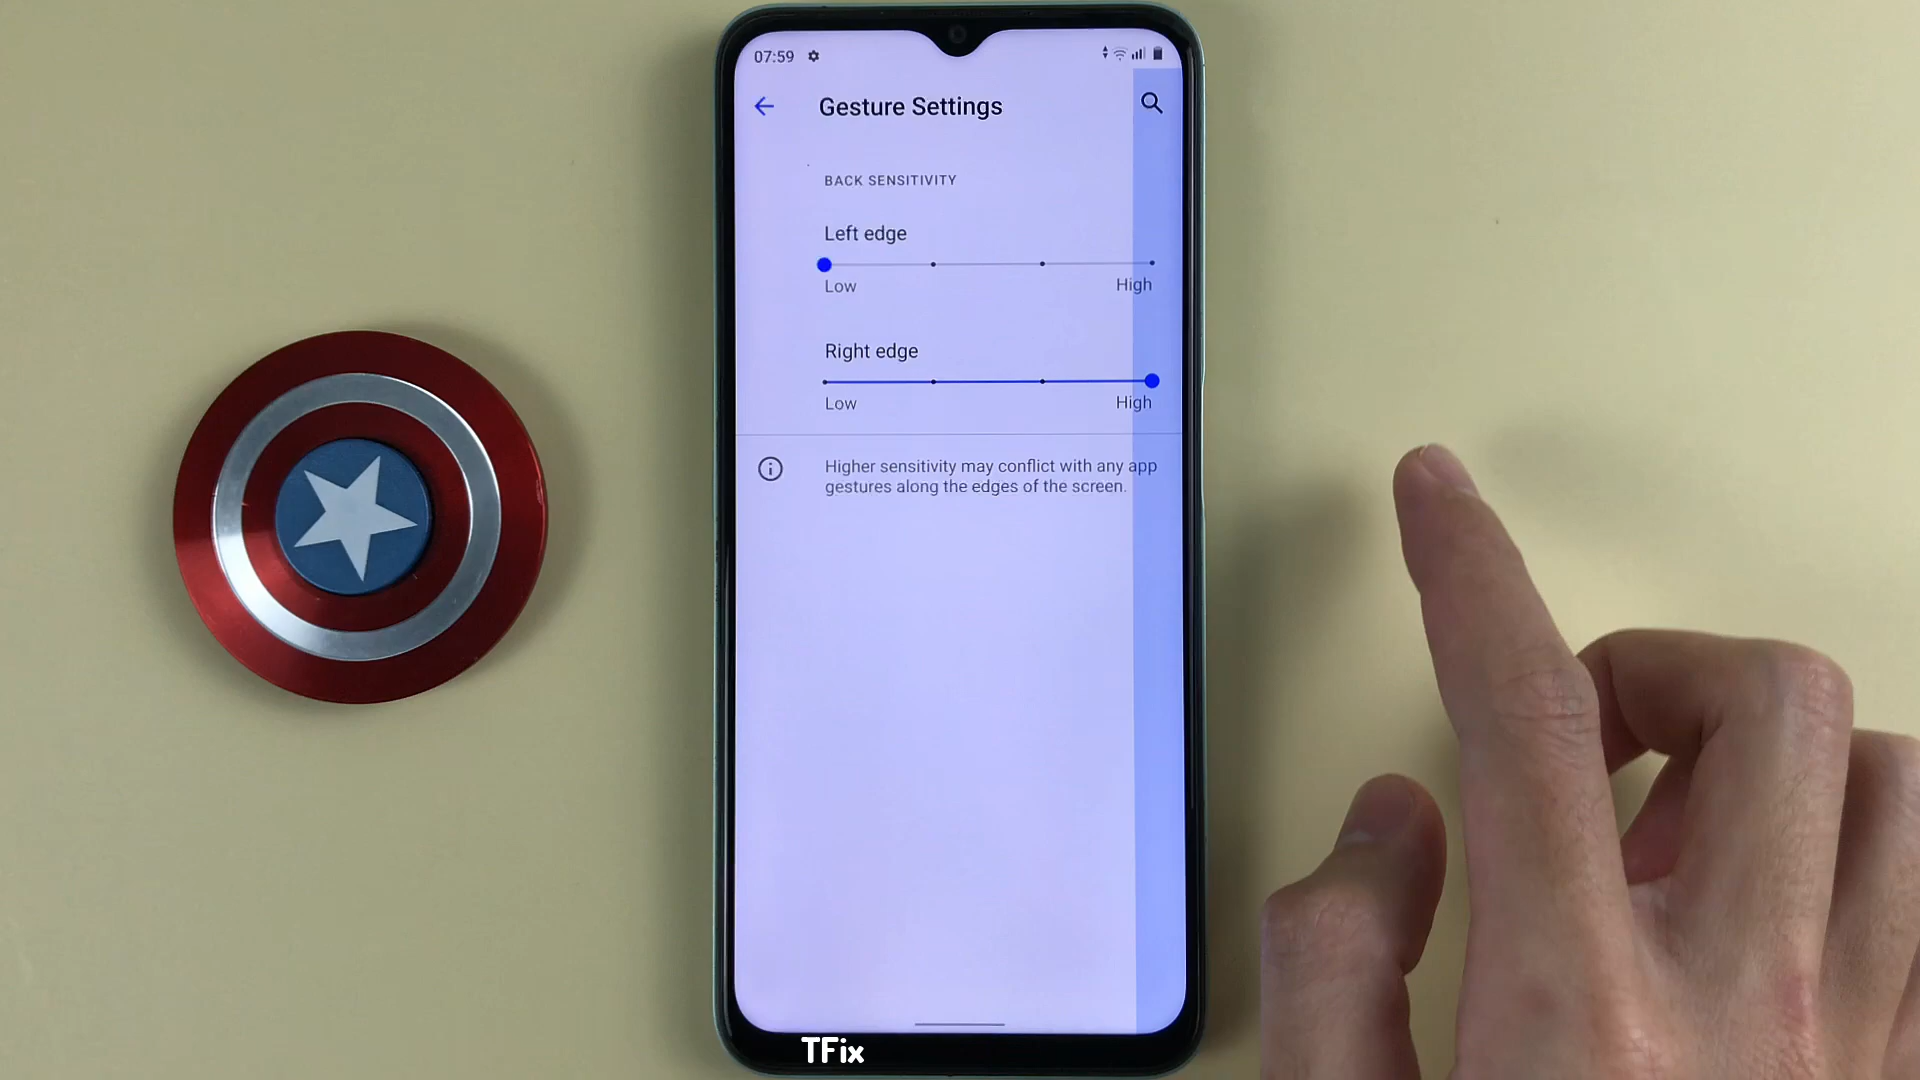 07:59
Gesture Settings
BACK SENSITIVITY
Left edge
Low High
Right edge
Low High
Higher sensitivity may conflict with any app
gestures along the edges of the screen.
TFix